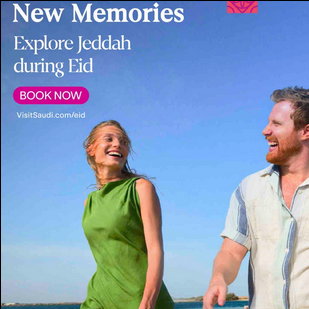 New Memories
Explore Jeddah
during Eid
BOOK NOW
VisitSaudi.com/eid